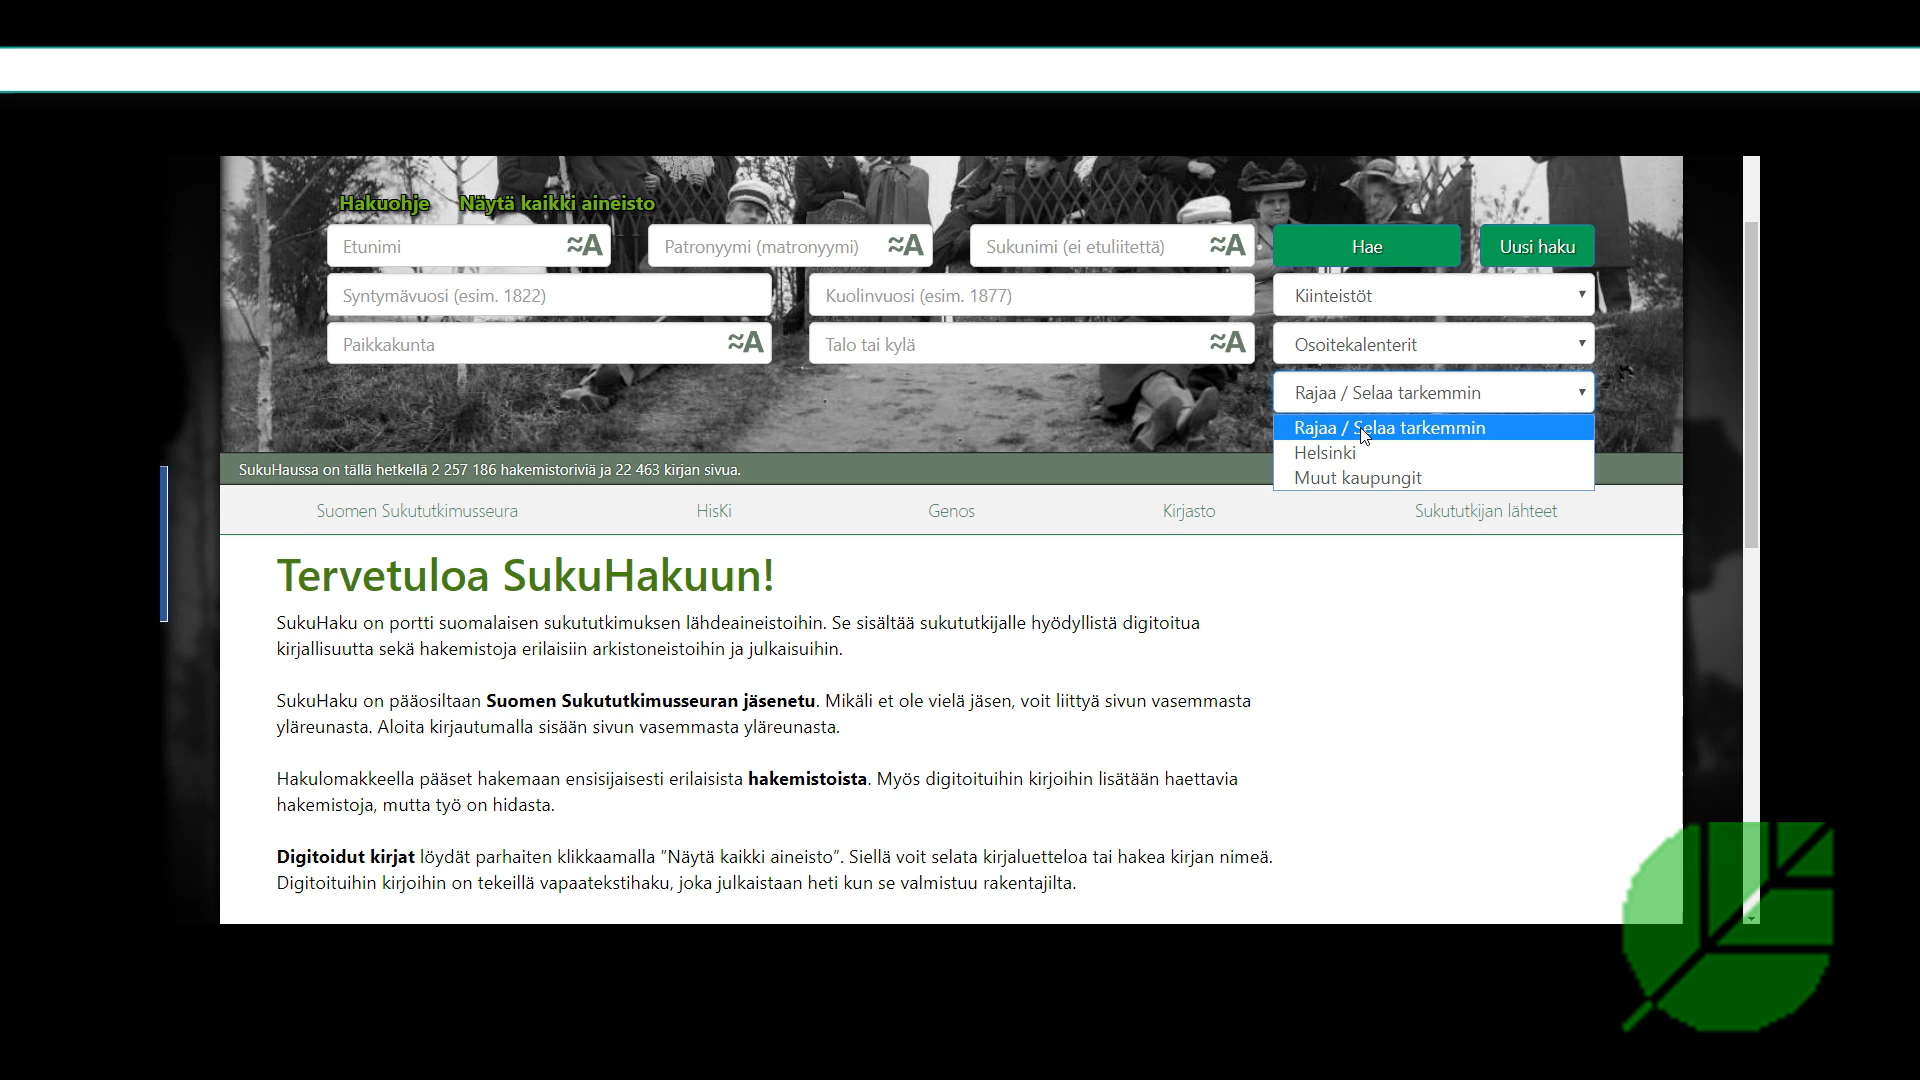 Hakuohje Näytä kaikki aineisto
Etunimi ≈A Patronyymi (matronyymi) ≈A Sukunimi (ei etuliitettä) ≈A Hae Uusi haku
Syntymävuosi (esim. 1822) Kuolinvuosi (esim. 1877) Kiinteistöt
Paikkakunta ≈A Talo tai kylä ≈A Osoitekalenterit
Rajaa / Selaa tarkemmin
Rajaa / Selaa tarkemmin
Helsinki
Muut kaupungit
SukuHaussa on tällä hetkellä 2 257 186 hakemistoriviä ja 22 463 kirjan sivua.
Suomen Sukututkimusseura HisKi Genos Kirjasto Sukututkijan lähteet
Tervetuloa SukuHakuun!
SukuHaku on portti suomalaisen sukututkimuksen lähdeaineistoihin. Se sisältää sukututkijalle hyödyllistä digitoitua
kirjallisuutta sekä hakemistoja erilaisiin arkistoneistoihin ja julkaisuihin.
SukuHaku on pääosiltaan Suomen Sukututkimusseuran jäsenetu. Mikäli et ole vielä jäsen, voit liittyä sivun vasemmasta
yläreunasta. Aloita kirjautumalla sisään sivun vasemmasta yläreunasta.
Hakulomakkeella pääset hakemaan ensisijaisesti erilaisista hakemistoista. Myös digitoituihin kirjoihin lisätään haettavia
hakemistoja, mutta työ on hidasta.
Digitoidut kirjat löydät parhaiten klikkaamalla ”Näytä kaikki aineisto”. Siellä voit selata kirjaluetteloa tai hakea kirjan nimeä.
Digitoituihin kirjoihin on tekeillä vapaatekstihaku, joka julkaistaan heti kun se valmistuu rakentajilta.